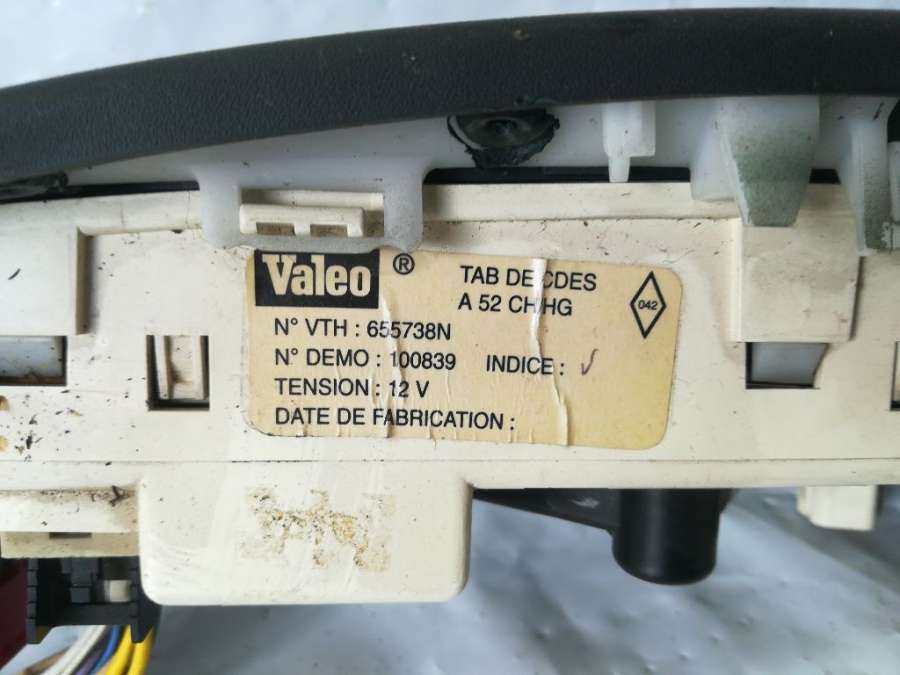 Valeo ®
TAB DE CDES
A 52 CH/HG
042
N° VTH : 655738N
N° DEMO : 100839 INDICE :
TENSION : 12 V
DATE DE FABRICATION :